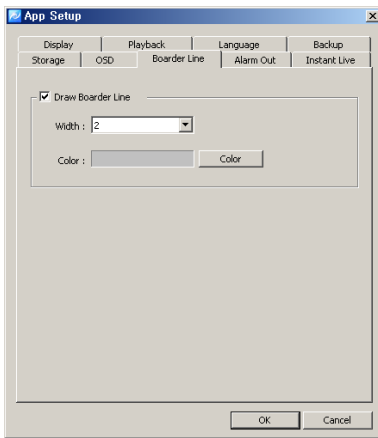 App Setup
Display Playback Language Backup
Storage OSD Boarder Line Alarm Out Instant Live
Draw Boarder Line
Width : 2
Color : Color
OK Cancel